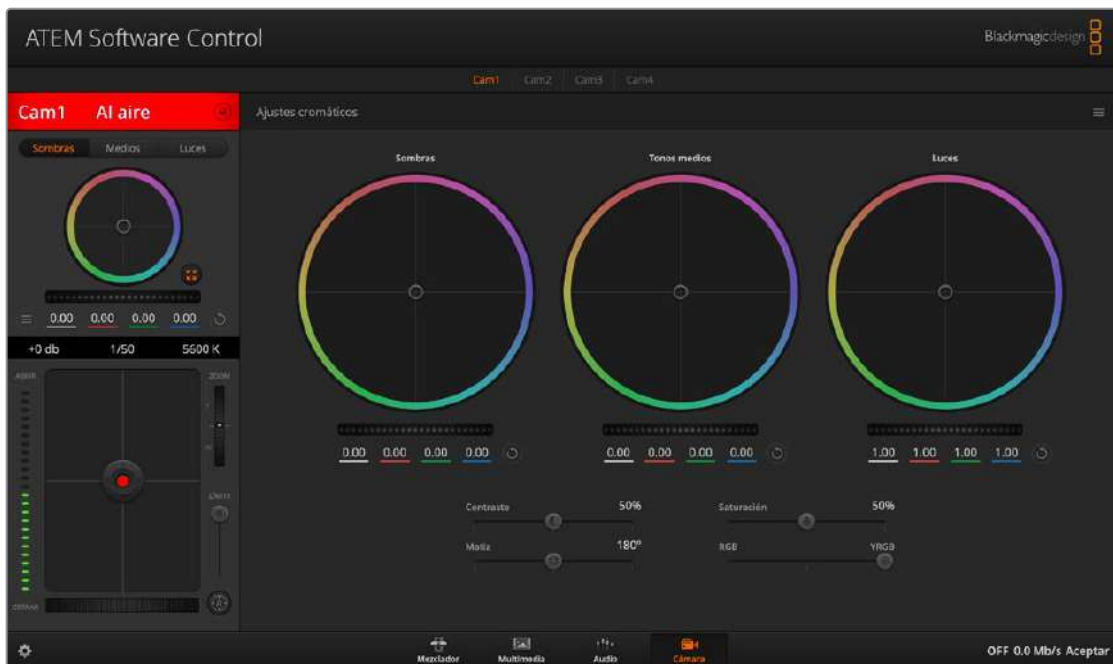 ATEM Software Control
Blackmagicdesign
Cam1 Cam2 Cam3 Cam4
Cam1 Al aire
Ajustes cromáticos
Sombras Medios Luces
Sombras Tonos medios Luces
0.00 0.00 0.00 0.00
+0 db 1/50 5600 K
ZOOM
0.00 0.00 0.00 0.00
0.00 0.00 0.00 0.00
1.00 1.00 1.00 1.00
Contraste 50%
Saturación 50%
Matiz 180º
RGB YRGB
Mezclador Multimedia Audio Cámara
OFF 0.0 Mb/s Aceptar